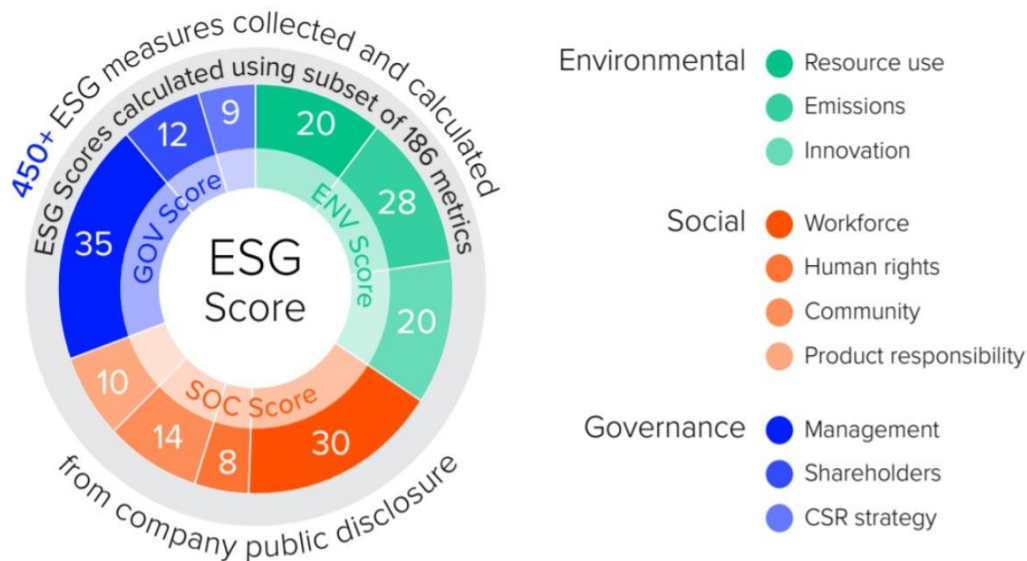 450+ ESG measures collected and calculated
ESG Scores calculated using subset of 186 metrics
from company public disclosure
9
12
35
GOV Score
20
28
20
ENV Score
30
8
14
10
SOC Score
ESG
Score
Environmental
Resource use
Emissions
Innovation
Social
Workforce
Human rights
Community
Product responsibility
Governance
Management
Shareholders
CSR strategy